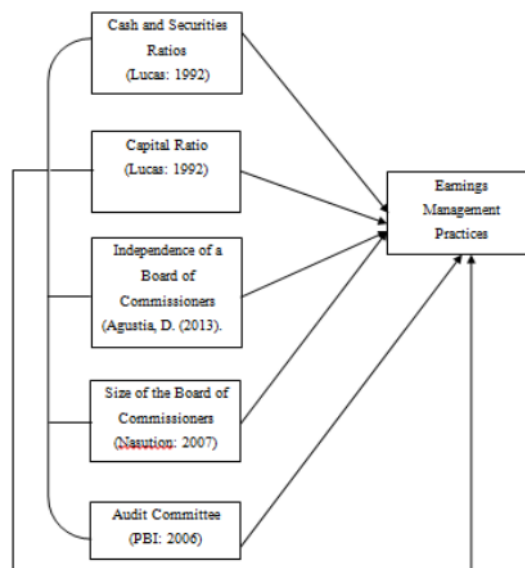 Cash and Securities
Ratios
(Lucas: 1992)
Capital Ratio
(Lucas: 1992)
Earnings
Management
Practices
Independence of a
Board of
Commissioners
(Agustia, D. (2013).
Size of the Board of
Commissioners
(Nasution: 2007)
Audit Committee
(PBI: 2006)